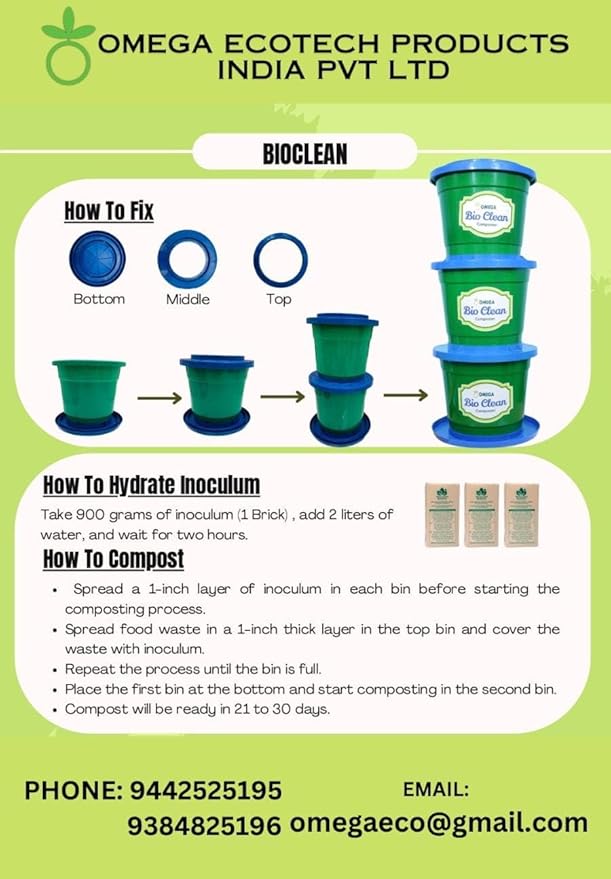 OMEGA ECOTECH PRODUCTS
INDIA PVT LTD
BIOCLEAN
How To Fix
Bottom
Middle
Top
OMEGA
Bio Clean
Composter
OMEGA
Bio Clean
Composter
OMEGA
Bio Clean
Composter
How To Hydrate Inoculum
Take 900 grams of inoculum (1 Brick) , add 2 liters of
water, and wait for two hours.
How To Compost
• Spread a 1-inch layer of inoculum in each bin before starting the
composting process.
• Spread food waste in a 1-inch thick layer in the top bin and cover the
waste with inoculum.
• Repeat the process until the bin is full.
• Place the first bin at the bottom and start composting in the second bin.
• Compost will be ready in 21 to 30 days.
PHONE: 9442525195
9384825196
EMAIL:
omegaeco@gmail.com